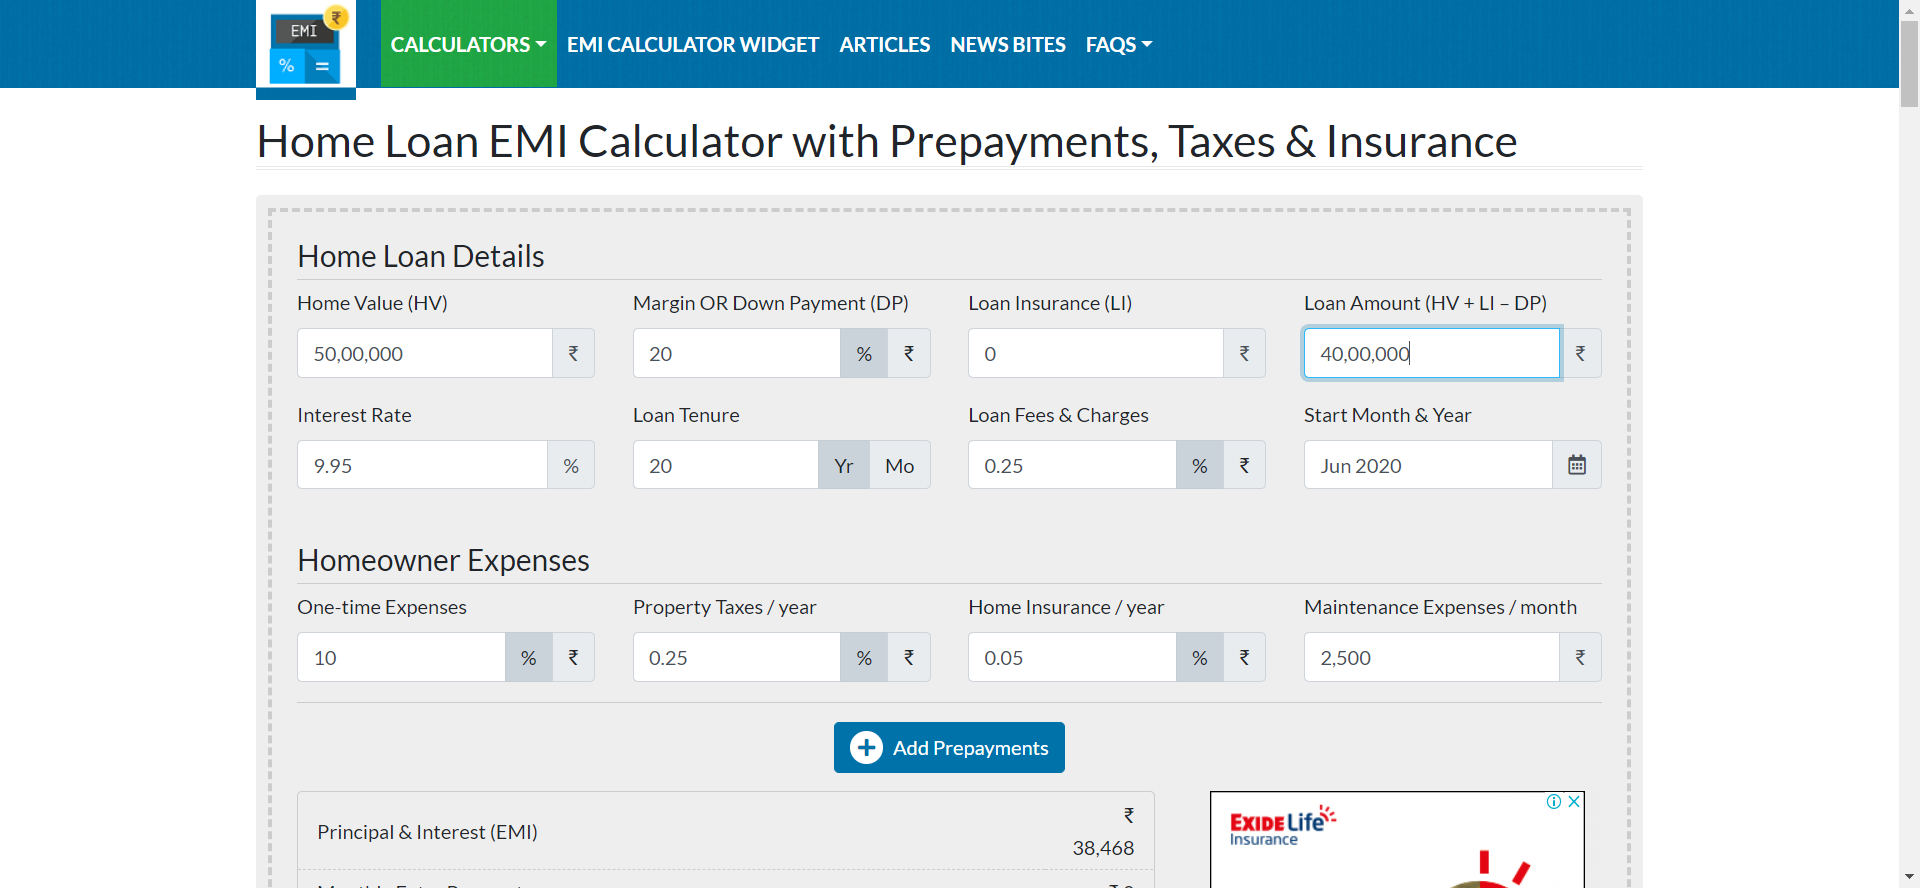 EMI
₹
%
=
CALCULATORS
EMI CALCULATOR WIDGET
ARTICLES
NEWS BITES
FAQS
Home Loan EMI Calculator with Prepayments, Taxes & Insurance
Home Loan Details
Home Value (HV)
Margin OR Down Payment (DP)
Loan Insurance (LI)
Loan Amount (HV + LI – DP)
50,00,000 ₹
20 % ₹
0 ₹
40,00,000 ₹
Interest Rate
Loan Tenure
Loan Fees & Charges
Start Month & Year
9.95 %
20 Yr Mo
0.25 % ₹
Jun 2020
Homeowner Expenses
One-time Expenses
Property Taxes / year
Home Insurance / year
Maintenance Expenses / month
10 % ₹
0.25 % ₹
0.05 % ₹
2,500 ₹
Add Prepayments
Principal & Interest (EMI)
₹
38,468
EXIDE Life
Insurance